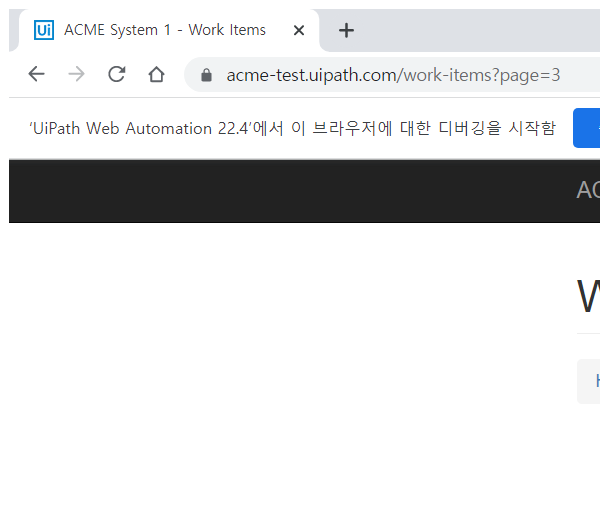 Ui ACME System 1 - Work Items
acme-test.uipath.com/work-items?page=3
‘UiPath Web Automation 22.4’에서 이 브라우저에 대한 디버깅을 시작함
AC
W